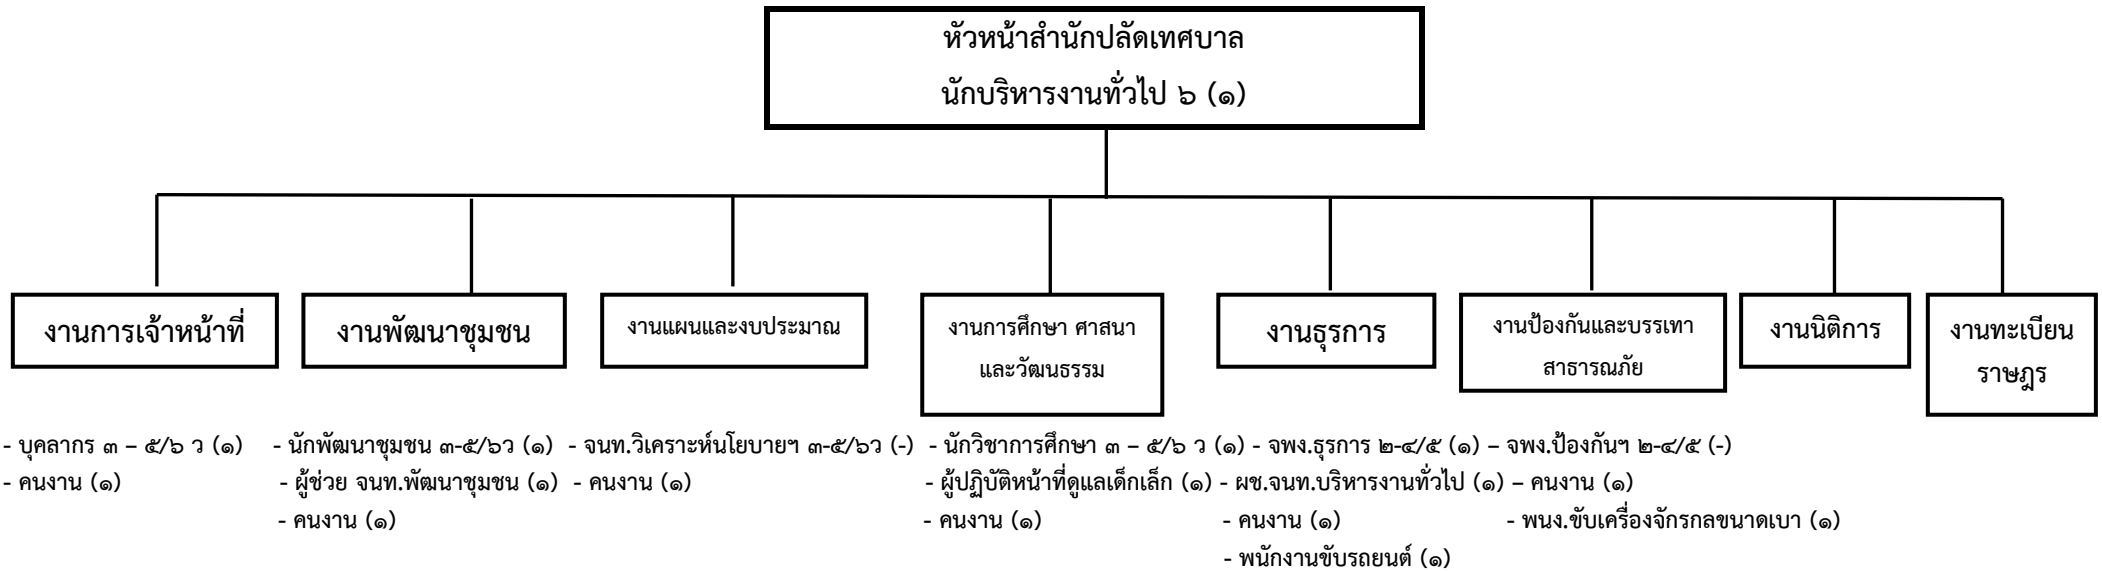 หัวหน้าสำนักปลัดเทศบาล
นักบริหารงานทั่วไป ๖ (๑)
งานการเจ้าหน้าที่
งานพัฒนาชุมชน
งานแผนและงบประมาณ
งานการศึกษา ศาสนา
และวัฒนธรรม
งานธุรการ
งานป้องกันและบรรเทา
สาธารณภัย
งานนิติการ
งานทะเบียน
ราษฎร
- บุคลากร ๓ – ๕/๖ ว (๑) - นักพัฒนาชุมชน ๓-๕/๖ว (๑) - จนท.วิเคราะห์นโยบายฯ ๓-๕/๖ว (-) - นักวิชาการศึกษา ๓ – ๕/๖ ว (๑) - จพง.ธุรการ ๒-๔/๕ (๑) – จพง.ป้องกันฯ ๒-๔/๕ (-)
- คนงาน (๑) - ผู้ช่วย จนท.พัฒนาชุมชน (๑) - คนงาน (๑) - ผู้ปฏิบัติหน้าที่ดูแลเด็กเล็ก (๑) - ผช.จนท.บริหารงานทั่วไป (๑) – คนงาน (๑)
- คนงาน (๑) - คนงาน (๑) - คนงาน (๑) - พนง.ขับเครื่องจักรกลขนาดเบา (๑)
- พนักงานขับรถยนต์ (๑)